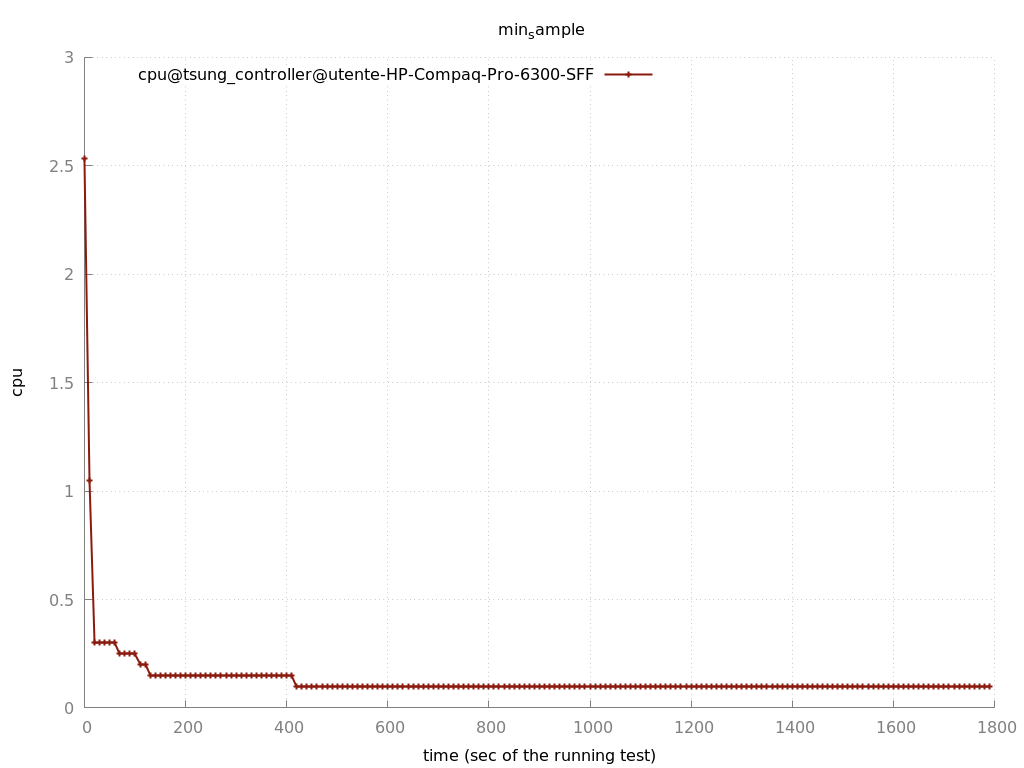 min_sample
3
cpu@tsung_controller@utente-HP-Compaq-Pro-6300-SFF
2.5
2
1.5
cpu
1
0.5
0
0 200 400 600 800 1000 1200 1400 1600 1800
time (sec of the running test)